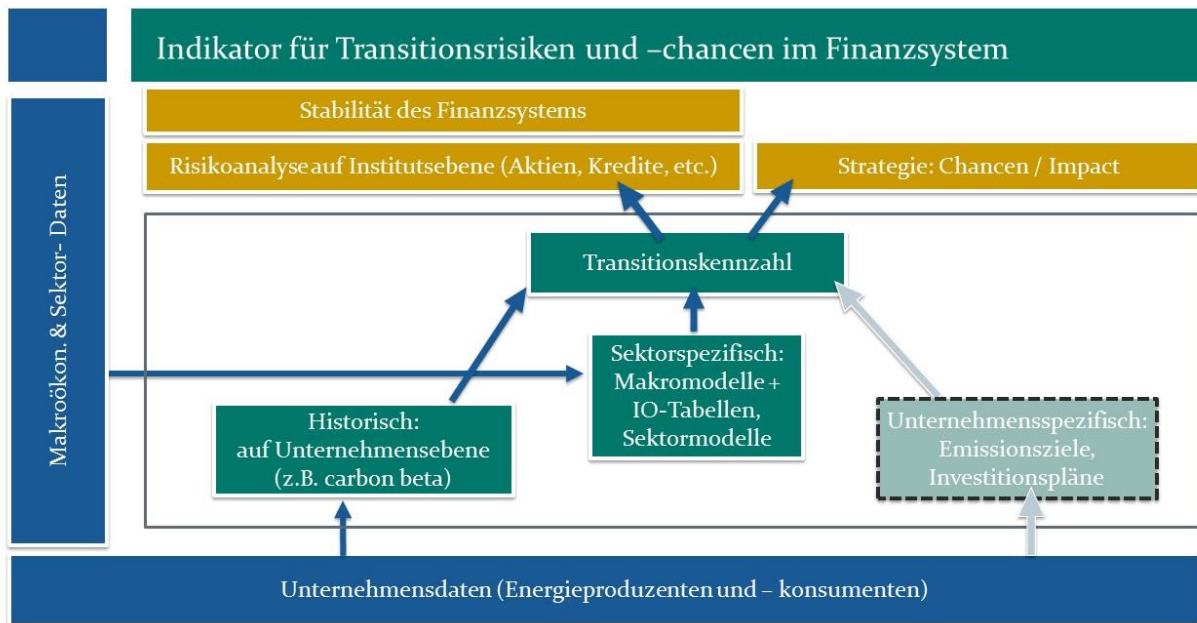 Indikator für Transitionsrisiken und –chancen im Finanzsystem
Stabilität des Finanzsystems
Risikoanalyse auf Institutsebene (Aktien, Kredite, etc.)
Strategie: Chancen / Impact
Makroökon. & Sektor- Daten
Transitionskennzahl
Sektorspezifisch:
Makromodelle +
IO-Tabellen,
Sektormodelle
Historisch:
auf Unternehmensebene
(z.B. carbon beta)
Unternehmensspezifisch:
Emissionsziele,
Investitionspläne
Unternehmensdaten (Energieproduzenten und – konsumenten)